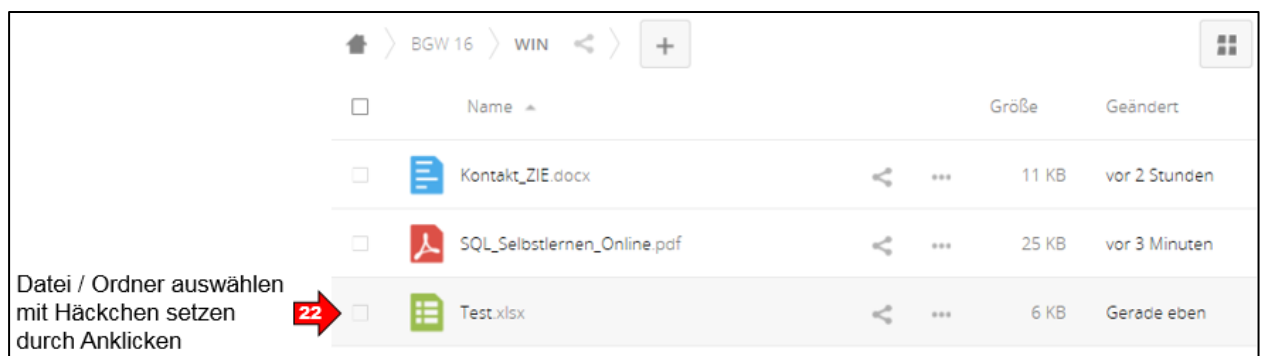 BGW 16 WIN +
Name Größe Geändert
Kontakt_ZIE.docx 11 KB vor 2 Stunden
SQL_Selbstlernen_Online.pdf 25 KB vor 3 Minuten
Datei / Ordner auswählen
mit Häckchen setzen
durch Anklicken
22
Test.xlsx 6 KB Gerade eben